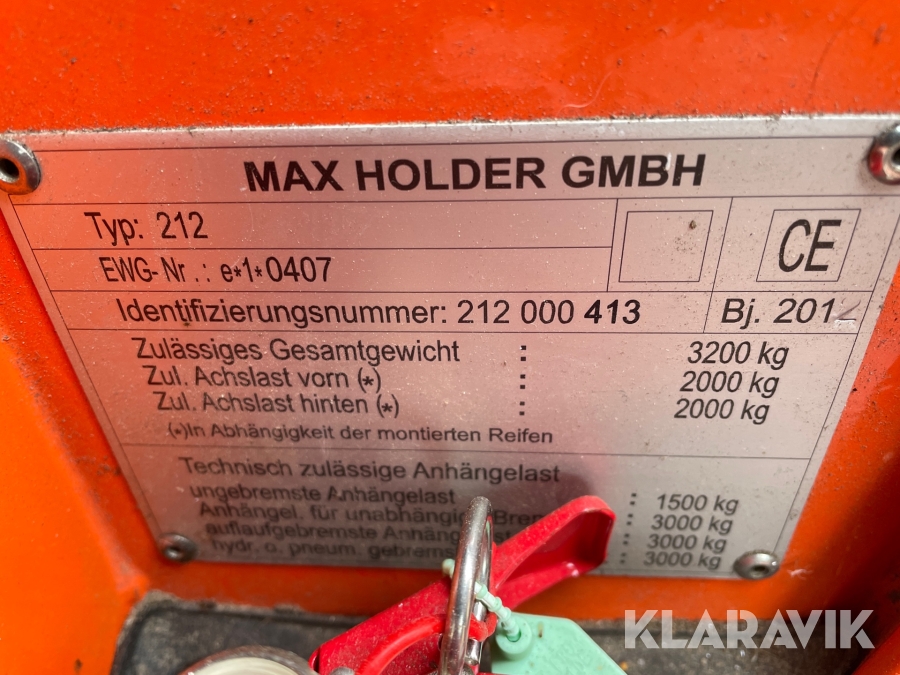 MAX HOLDER GMBH
Typ: 212
CE
EWG-Nr.: e*1*0407
Identifizierungsnummer: 212 000 413 Bj. 201
Zulässiges Gesamtgewicht : 3200 kg
Zul. Achslast vorn (*) : 2000 kg
Zul. Achslast hinten (*) : 2000 kg
(*)In Abhängigkeit der montierten Reifen
Technisch zulässige Anhängelast
ungebremste Anhängelast : 1500 kg
Anhängel. für unabhängig : 3000 kg
auflaufgebremste : 3000 kg
hydr. o. pneum. : 3000 kg
KLARAVIK